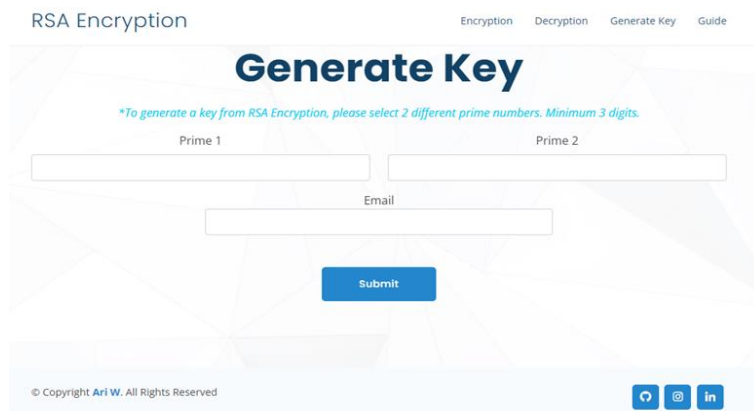 RSA Encryption
Encryption Decryption Generate Key Guide
Generate Key
*To generate a key from RSA Encryption, please select 2 different prime numbers. Minimum 3 digits.
Prime 1 Prime 2
Email
Submit
© Copyright Ari W. All Rights Reserved
in